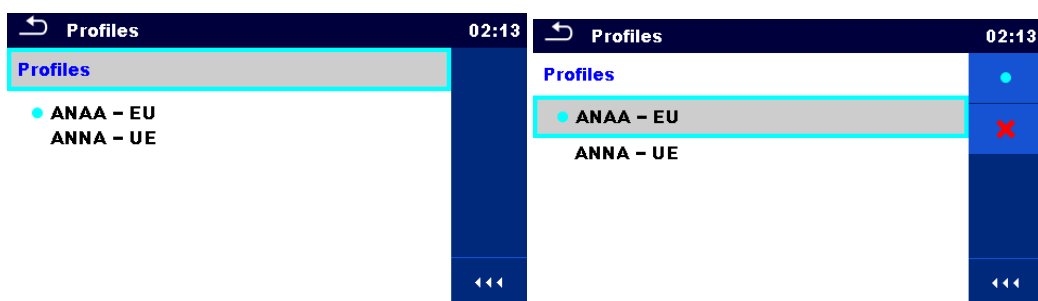 Profiles 02:13
Profiles
ANAA – EU
ANNA – UE
Profiles 02:13
Profiles
ANAA – EU
ANNA – UE